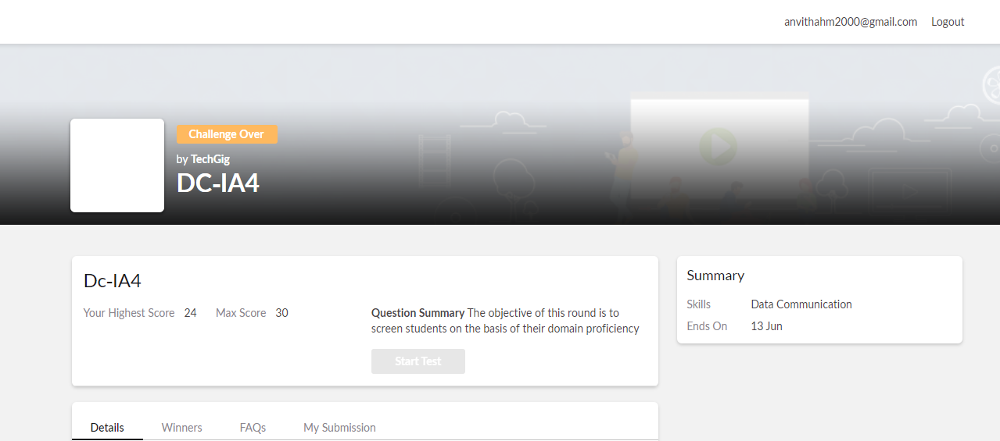 anvithahm2000@gmail.com Logout
Challenge Over
by TechGig
DC-IA4
Dc-IA4
Your Highest Score 24 Max Score 30
Question Summary The objective of this round is to
screen students on the basis of their domain proficiency
Start Test
Summary
Skills Data Communication
Ends On 13 Jun
Details Winners FAQs My Submission